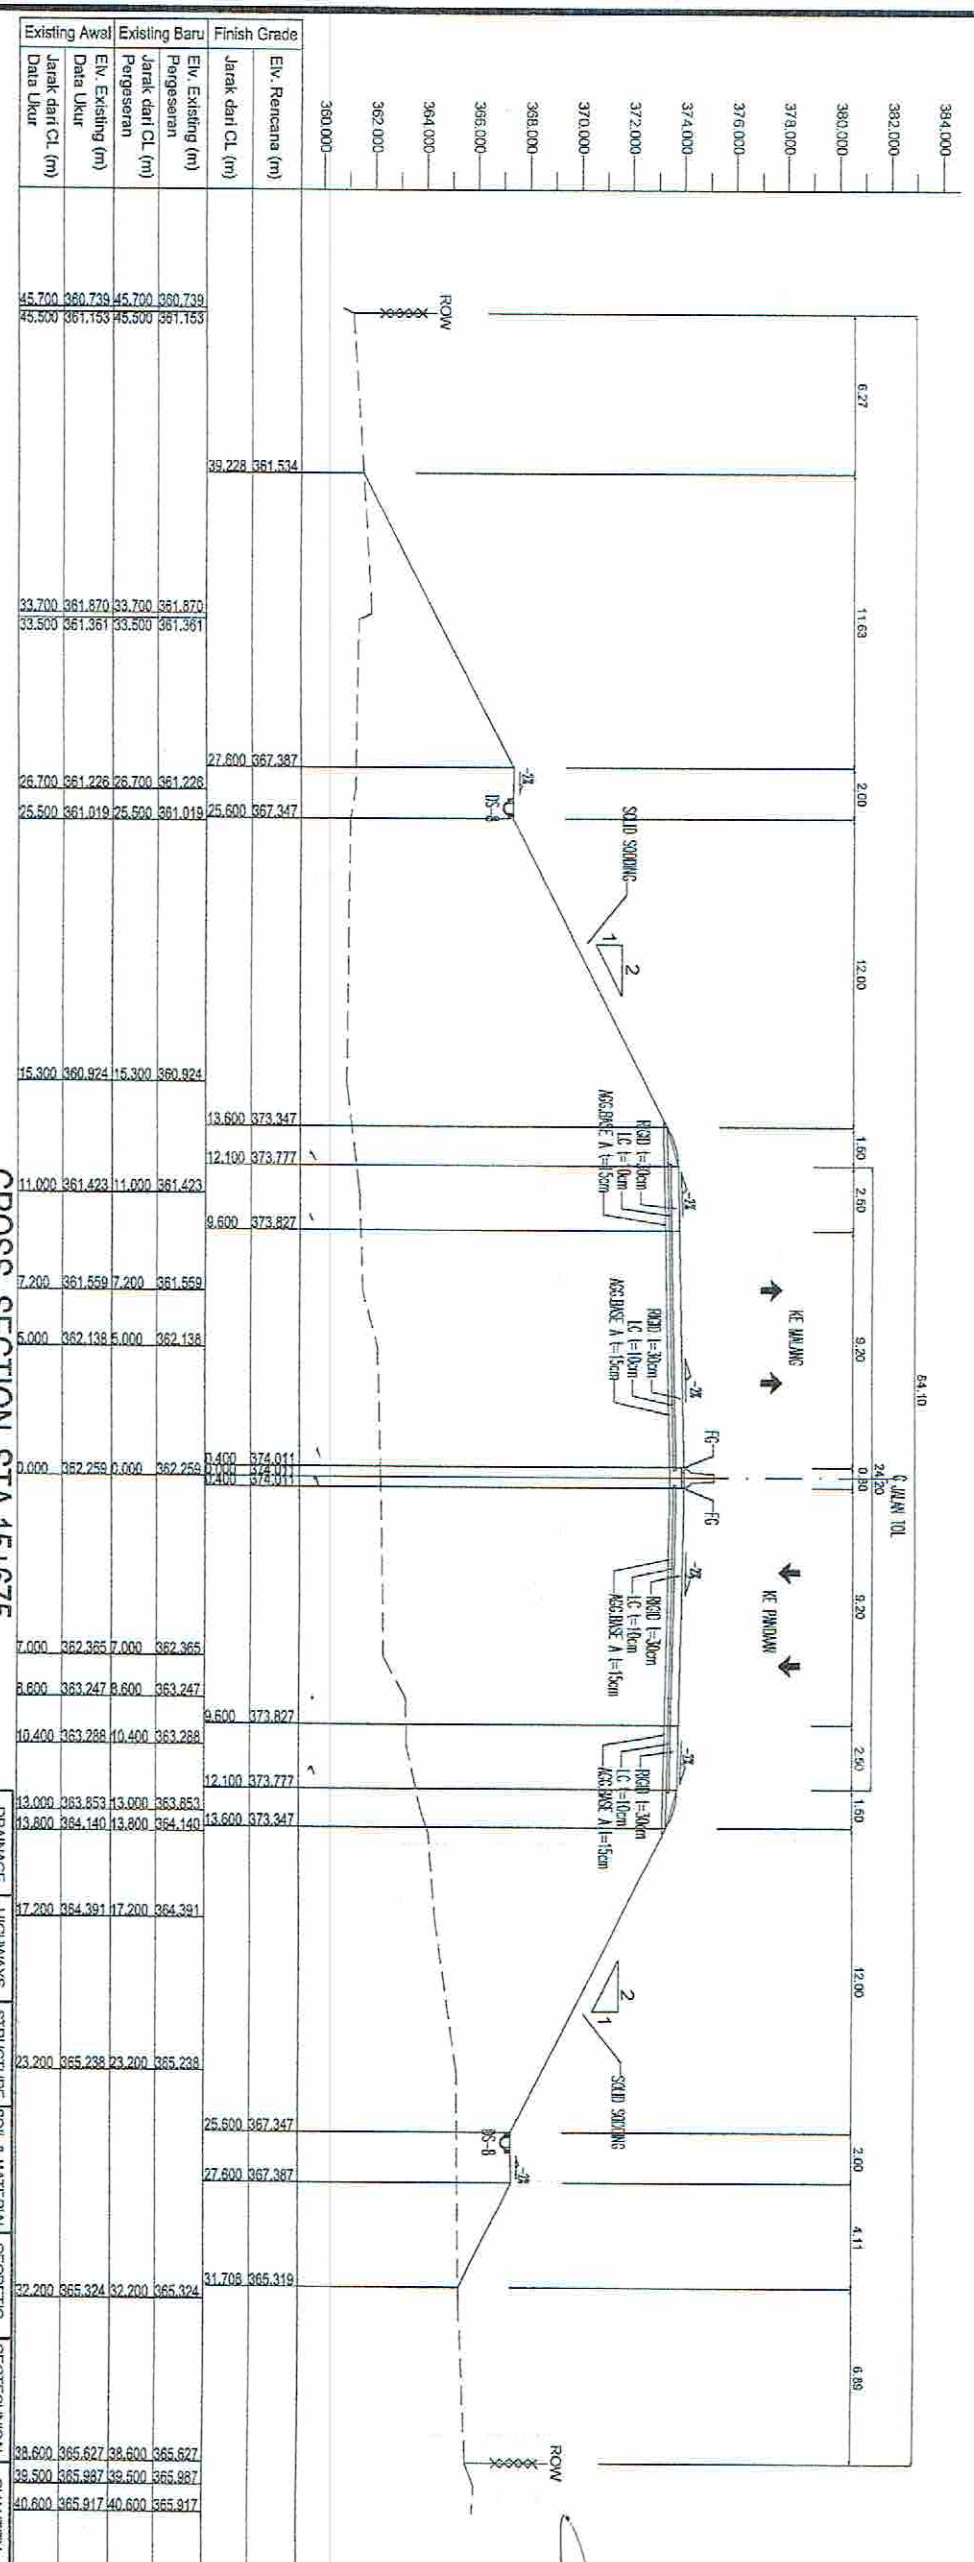 384.000
382.000
380.000
378.000
376.000
374.000
372.000
370.000
368.000
366.000
364.000
362.000
360.000
84.10
24.20
6.27 11.63 2.00 12.00 1.50 2.50 9.20 0.80 9.20 2.50 1.50 12.00 2.00 4.11 6.89
JALAN TOL
KE MALANG
KE PANDAAN
ROW
ROW
FG
FG
-2%
-2%
-2%
-2%
-2%
-2%
SOLID SODDING
1
2
DS-8
RIGID t=30cm
LC t=10cm
AGG.BASE A t=15cm
RIGID t=30cm
LC t=10cm
AGG.BASE A t=15cm
RIGID t=30cm
LC t=10cm
AGG.BASE A t=15cm
RIGID t=30cm
LC t=10cm
AGG.BASE A t=15cm
2
1
SOLID SODDING
DS-8
Finish Grade
Elv. Rencana (m) 361.534 367.387 367.347 373.347 373.777 373.827 374.011 374.011 373.827 373.777 373.347 367.347 367.387 365.319
Jarak dari CL (m) 39.228 27.600 25.600 13.600 12.100 9.600 0.400 0.000 0.400 9.600 12.100 13.600 25.600 27.600 31.708
Existing Baru
Elv. Existing (m)
Pergeseran
360.739 361.153 361.870 361.361 361.226 361.019 360.924 361.423 361.559 362.138 362.259 362.365 363.247 363.288 363.853 364.140 364.391 365.238 365.324 365.627 365.987 365.917
Jarak dari CL (m)
Pergeseran
45.700 45.500 33.700 33.500 26.700 25.500 15.300 11.000 7.200 5.000 0.000 7.000 8.600 10.400 13.000 13.800 17.200 23.200 32.200 38.600 39.500 40.600
Existing Awal
Elv. Existing (m)
Data Ukur
360.739 361.153 361.870 361.361 361.226 361.019 360.924 361.423 361.559 362.138 362.259 362.365 363.247 363.288 363.853 364.140 364.391 365.238 365.324 365.627 365.987 365.917
Jarak dari CL (m)
Data Ukur
45.700 45.500 33.700 33.500 26.700 25.500 15.300 11.000 7.200 5.000 0.000 7.000 8.600 10.400 13.000 13.800 17.200 23.200 32.200 38.600 39.500 40.600
CROSS SECTION STA 15+675
DRAINAGE HIGHWAYS STRUCTURE SOIL & MATERIAL GEODETIC